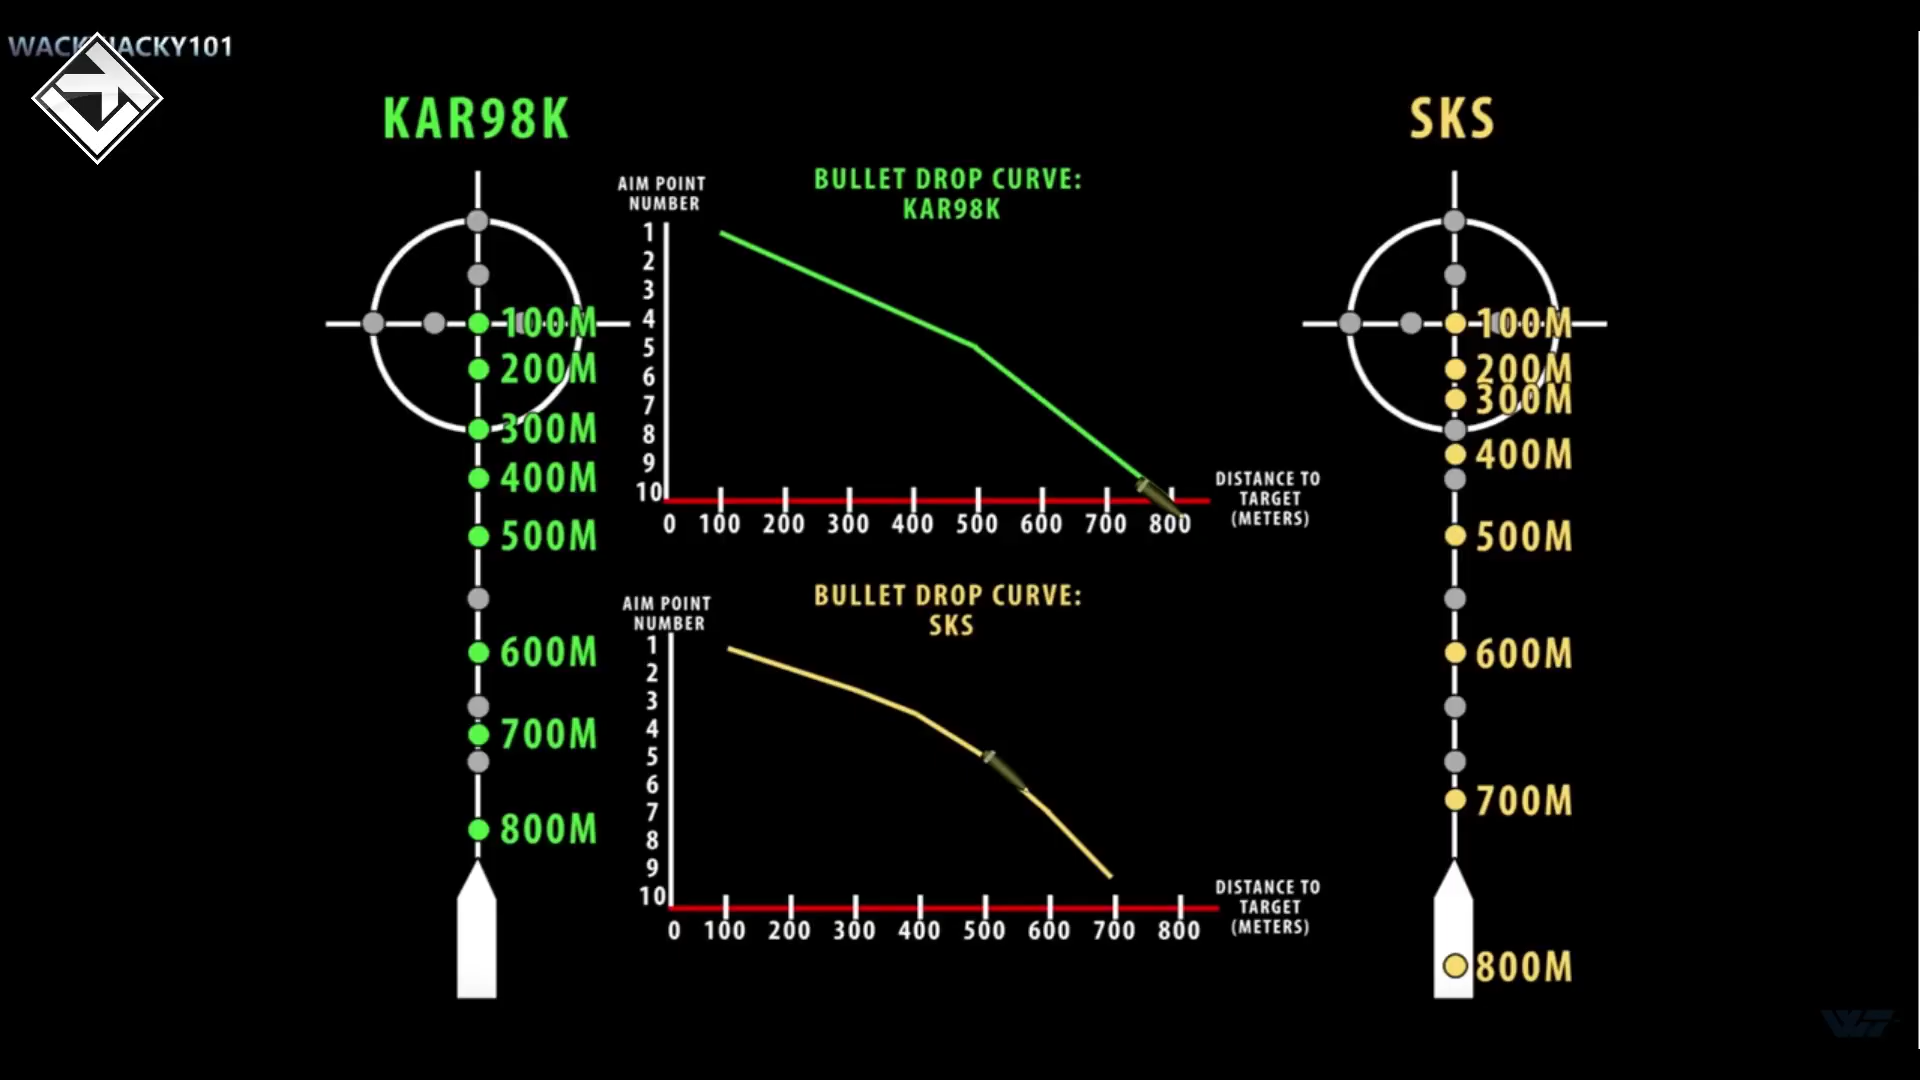 WACKYJACKY101
KAR98K
SKS
100M
200M
300M
400M
500M
600M
700M
800M
AIM POINT
NUMBER
BULLET DROP CURVE:
KAR98K
1
2
3
4
5
6
7
8
9
10
0 100 200 300 400 500 600 700 800
DISTANCE TO
TARGET
(METERS)
AIM POINT
NUMBER
BULLET DROP CURVE:
SKS
1
2
3
4
5
6
7
8
9
10
0 100 200 300 400 500 600 700 800
DISTANCE TO
TARGET
(METERS)
100M
200M
300M
400M
500M
600M
700M
800M